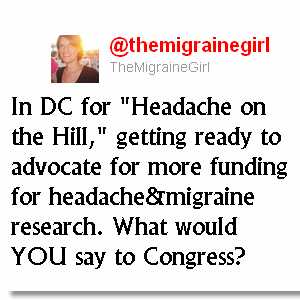 @themigrainegirl
TheMigraineGirl
In DC for "Headache on
the Hill," getting ready to
advocate for more funding
for headache&migraine
research. What would
YOU say to Congress?